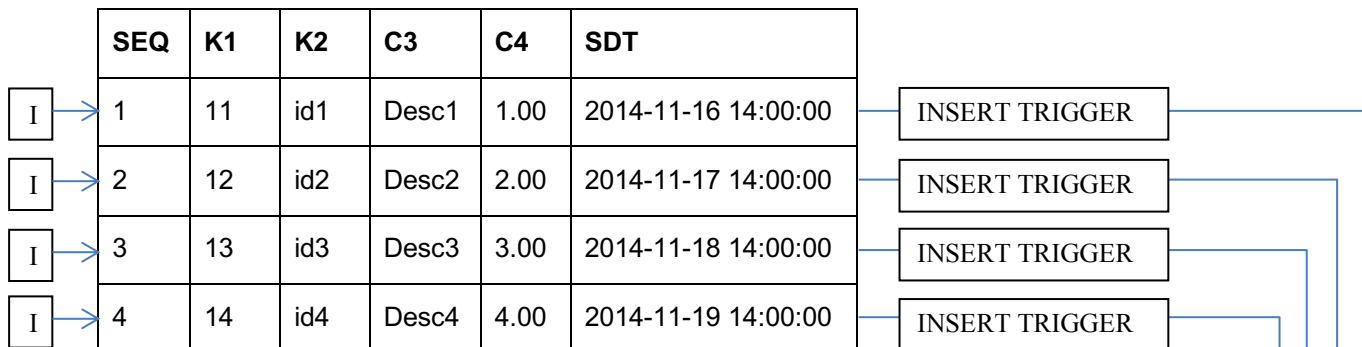 SEQ K1 K2 C3 C4 SDT
I 1 11 id1 Desc1 1.00 2014-11-16 14:00:00 INSERT TRIGGER
I 2 12 id2 Desc2 2.00 2014-11-17 14:00:00 INSERT TRIGGER
I 3 13 id3 Desc3 3.00 2014-11-18 14:00:00 INSERT TRIGGER
I 4 14 id4 Desc4 4.00 2014-11-19 14:00:00 INSERT TRIGGER